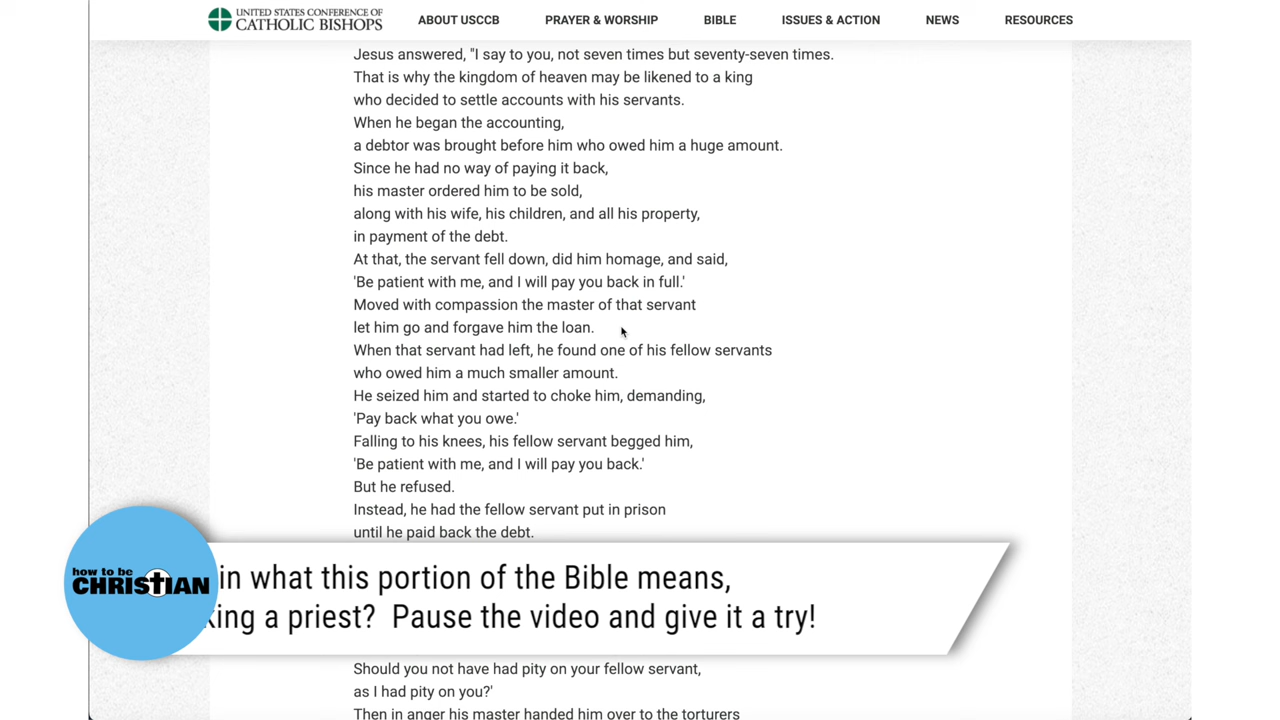 UNITED STATES CONFERENCE OF
CATHOLIC BISHOPS
ABOUT USCCB PRAYER & WORSHIP BIBLE ISSUES & ACTION NEWS RESOURCES
Jesus answered, "I say to you, not seven times but seventy-seven times.
That is why the kingdom of heaven may be likened to a king
who decided to settle accounts with his servants.
When he began the accounting,
a debtor was brought before him who owed him a huge amount.
Since he had no way of paying it back,
his master ordered him to be sold,
along with his wife, his children, and all his property,
in payment of the debt.
At that, the servant fell down, did him homage, and said,
'Be patient with me, and I will pay you back in full.'
Moved with compassion the master of that servant
let him go and forgave him the loan.
When that servant had left, he found one of his fellow servants
who owed him a much smaller amount.
He seized him and started to choke him, demanding,
'Pay back what you owe.'
Falling to his knees, his fellow servant begged him,
'Be patient with me, and I will pay you back.'
But he refused.
Instead, he had the fellow servant put in prison
until he paid back the debt.
how to be
CHRISTIAN
in what this portion of the Bible means,
king a priest? Pause the video and give it a try!
Should you not have had pity on your fellow servant,
as I had pity on you?'
Then in anger his master handed him over to the torturers